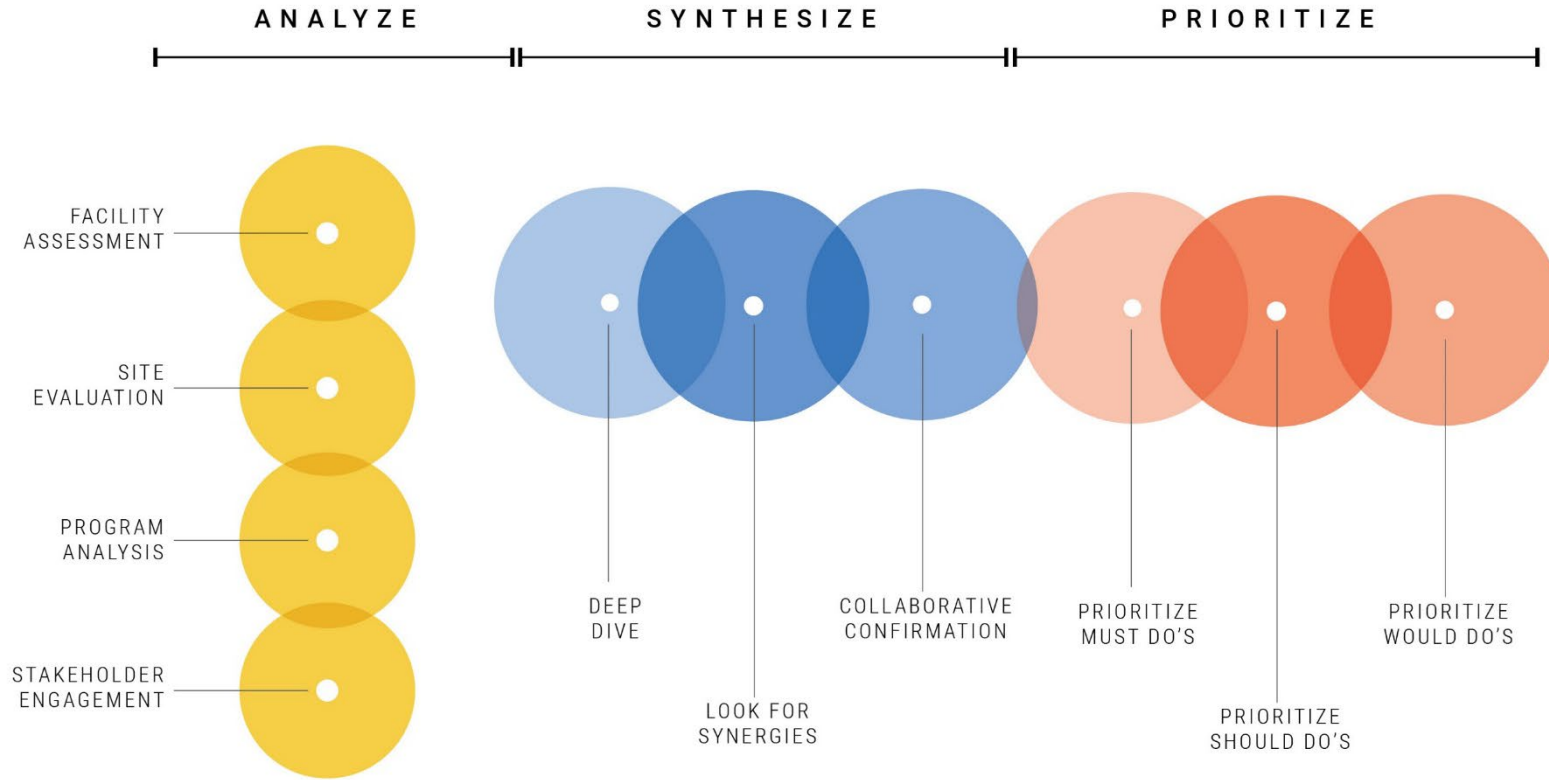 ANALYZE
SYNTHESIZE
PRIORITIZE
FACILITY
ASSESSMENT
SITE
EVALUATION
PROGRAM
ANALYSIS
STAKEHOLDER
ENGAGEMENT
DEEP
DIVE
LOOK FOR
SYNERGIES
COLLABORATIVE
CONFIRMATION
PRIORITIZE
MUST DO'S
PRIORITIZE
SHOULD DO'S
PRIORITIZE
WOULD DO'S